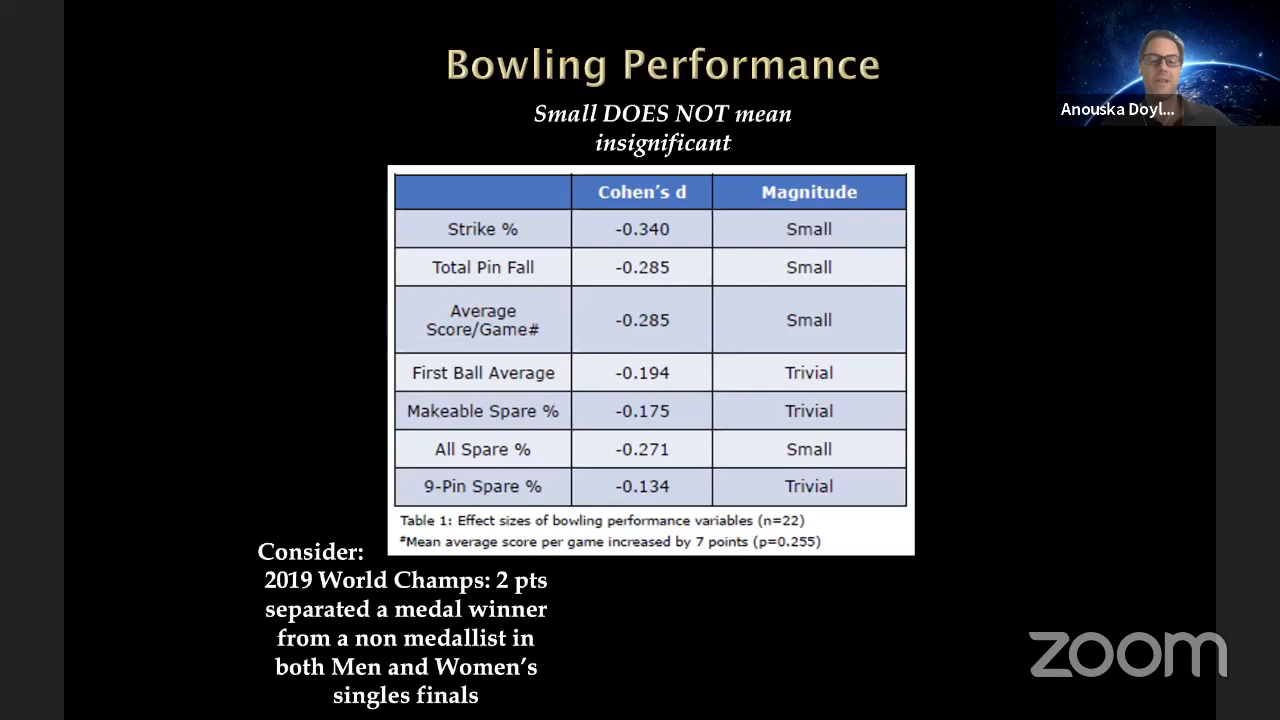 Bowling Performance
Small DOES NOT mean
insignificant
Anouska Doyl...
Cohen's d Magnitude
Strike % -0.340 Small
Total Pin Fall -0.285 Small
Average
Score/Game# -0.285 Small
First Ball Average -0.194 Trivial
Makeable Spare % -0.175 Trivial
All Spare % -0.271 Small
9-Pin Spare % -0.134 Trivial
Table 1: Effect sizes of bowling performance variables (n=22)
#Mean average score per game increased by 7 points (p=0.255)
Consider:
2019 World Champs: 2 pts
separated a medal winner
from a non medallist in
both Men and Women's
singles finals
zoom